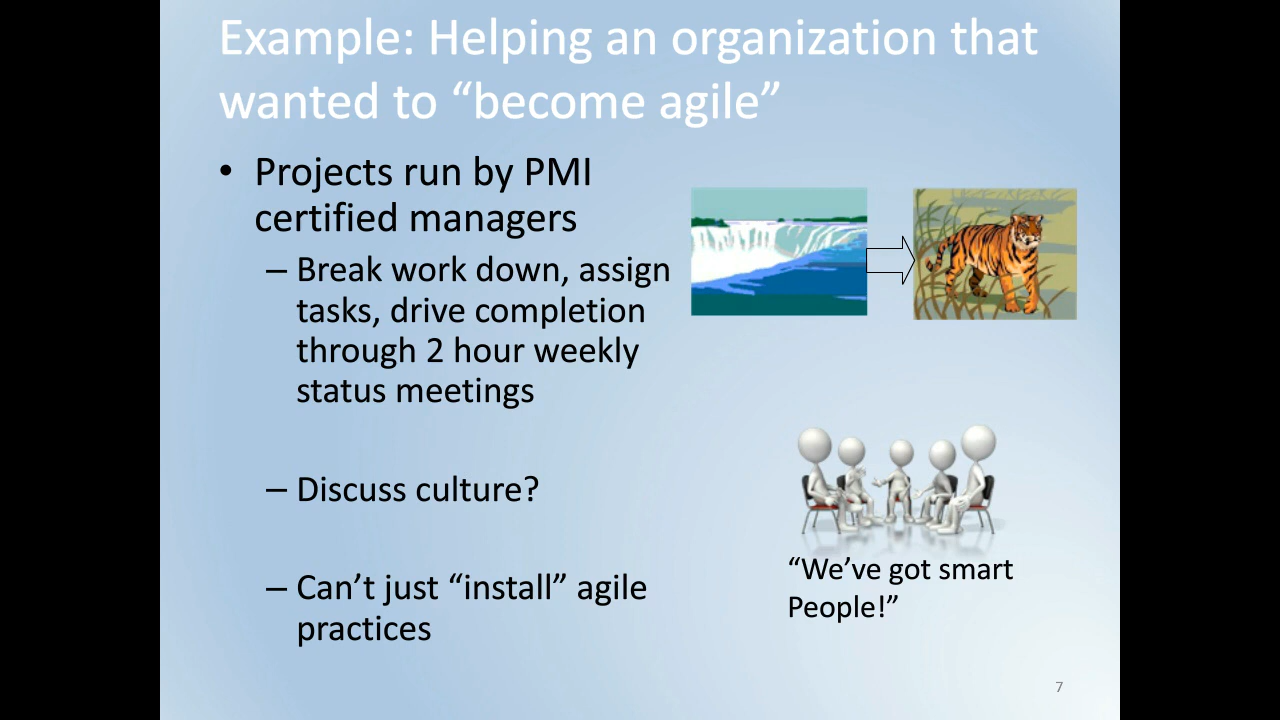 Example: Helping an organization that
wanted to “become agile”
• Projects run by PMI
certified managers
– Break work down, assign
tasks, drive completion
through 2 hour weekly
status meetings
– Discuss culture?
– Can’t just “install” agile
practices
“We’ve got smart
People!”
7